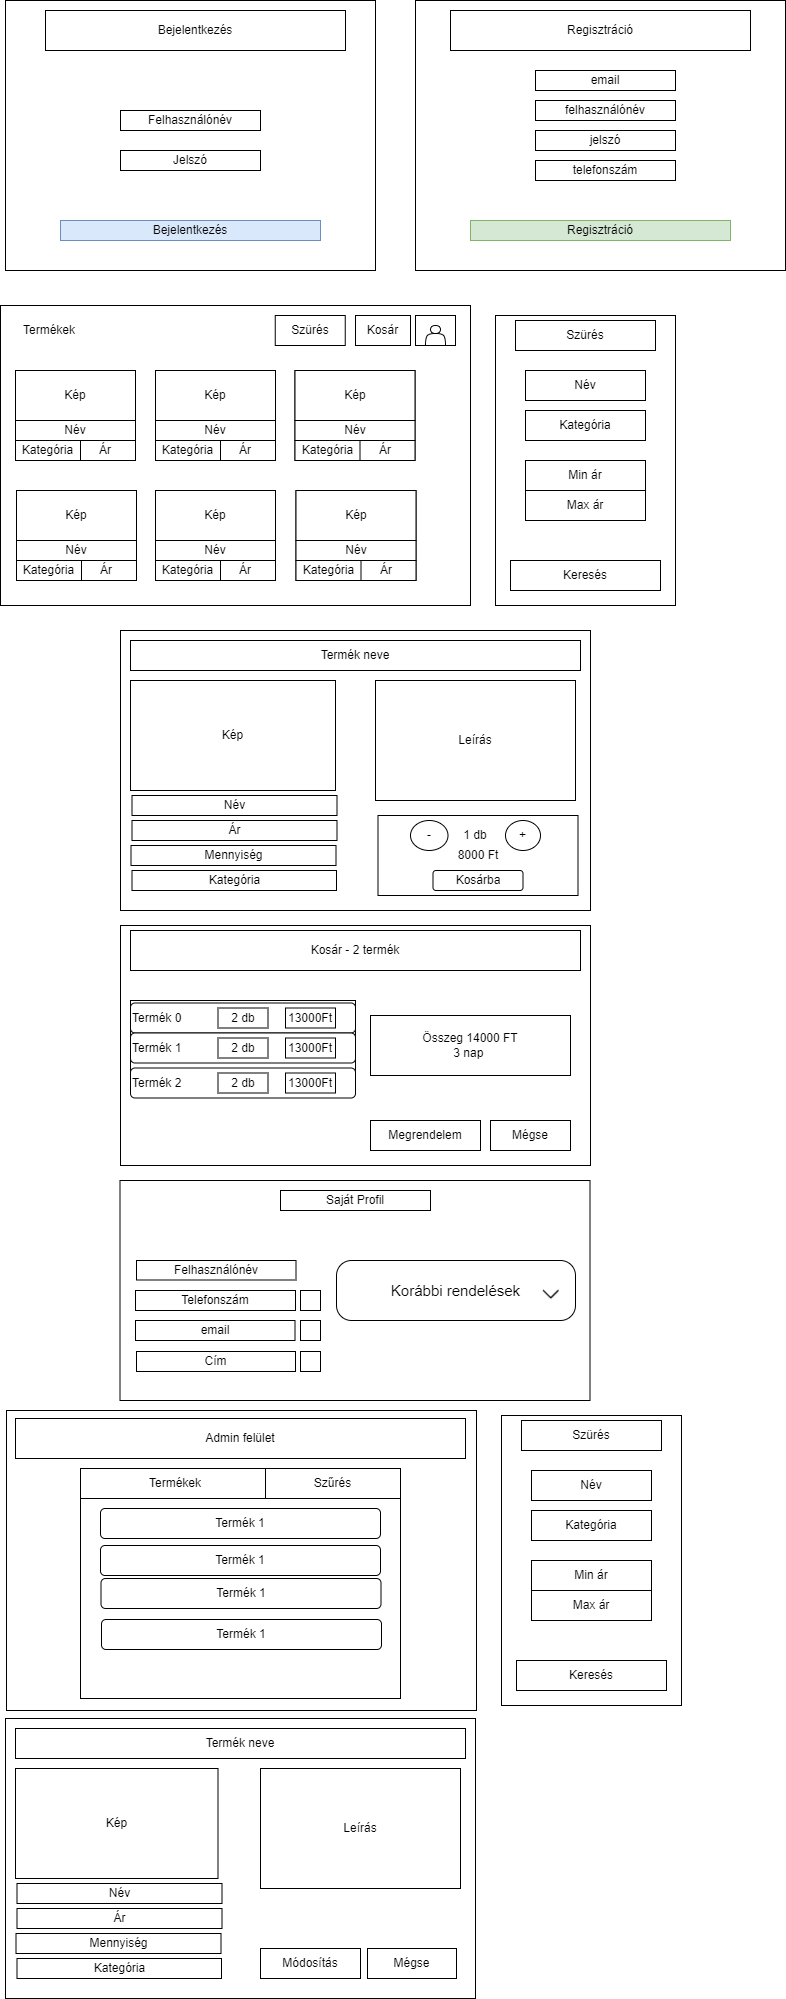 Bejelentkezés
Felhasználónév
Jelszó
Bejelentkezés
Regisztráció
email
felhasználónév
jelszó
telefonszám
Regisztráció
Termékek
Szürés
Kosár
Kép
Név
Kategória
Ár
Kép
Név
Kategória
Ár
Kép
Név
Kategória
Ár
Kép
Név
Kategória
Ár
Kép
Név
Kategória
Ár
Kép
Név
Kategória
Ár
Szürés
Név
Kategória
Min ár
Max ár
Keresés
Termék neve
Kép
Név
Ár
Mennyiség
Kategória
Leírás
-
1 db
+
8000 Ft
Kosárba
Kosár - 2 termék
Termék 0
2 db
13000Ft
Termék 1
2 db
13000Ft
Termék 2
2 db
13000Ft
Összeg 14000 FT
3 nap
Megrendelem
Mégse
Saját Profil
Felhasználónév
Telefonszám
email
Cím
Korábbi rendelések
Admin felület
Termékek
Szűrés
Termék 1
Termék 1
Termék 1
Termék 1
Szürés
Név
Kategória
Min ár
Max ár
Keresés
Termék neve
Kép
Név
Ár
Mennyiség
Kategória
Leírás
Módosítás
Mégse